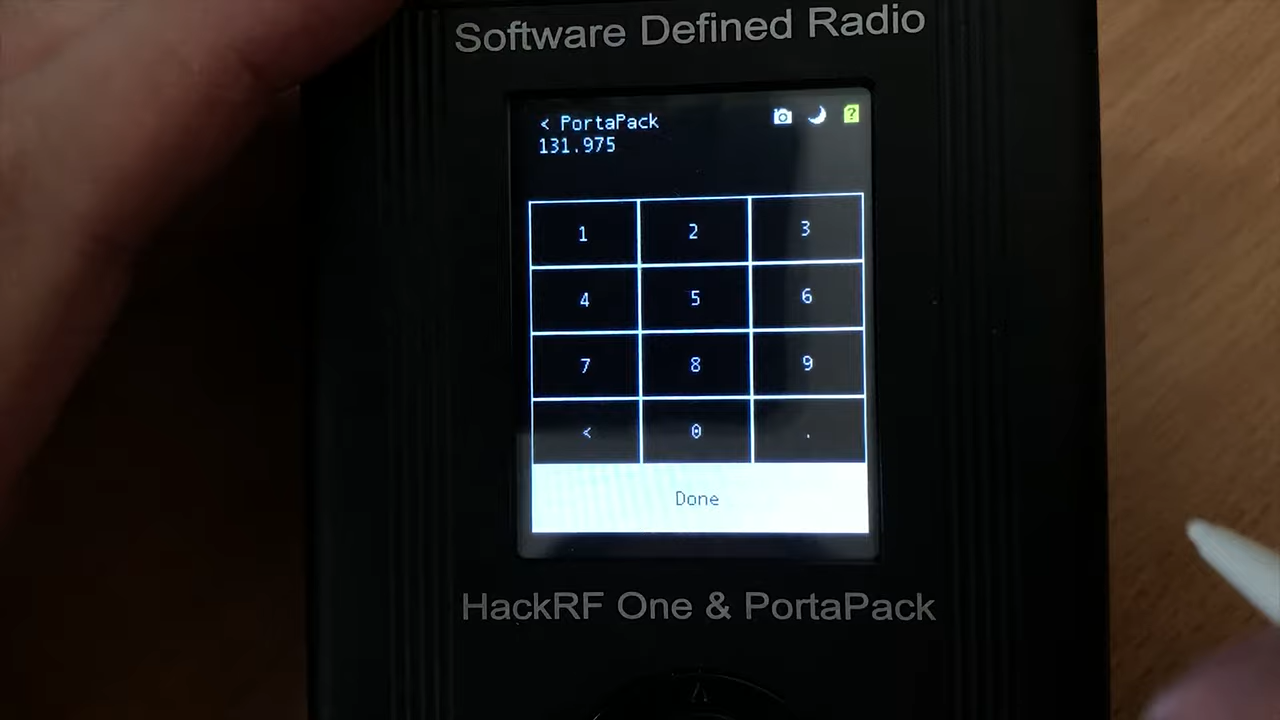 Software Defined Radio
< PortaPack ?
131.975
1 2 3
4 5 6
7 8 9
< 0 .
Done
HackRF One & PortaPack